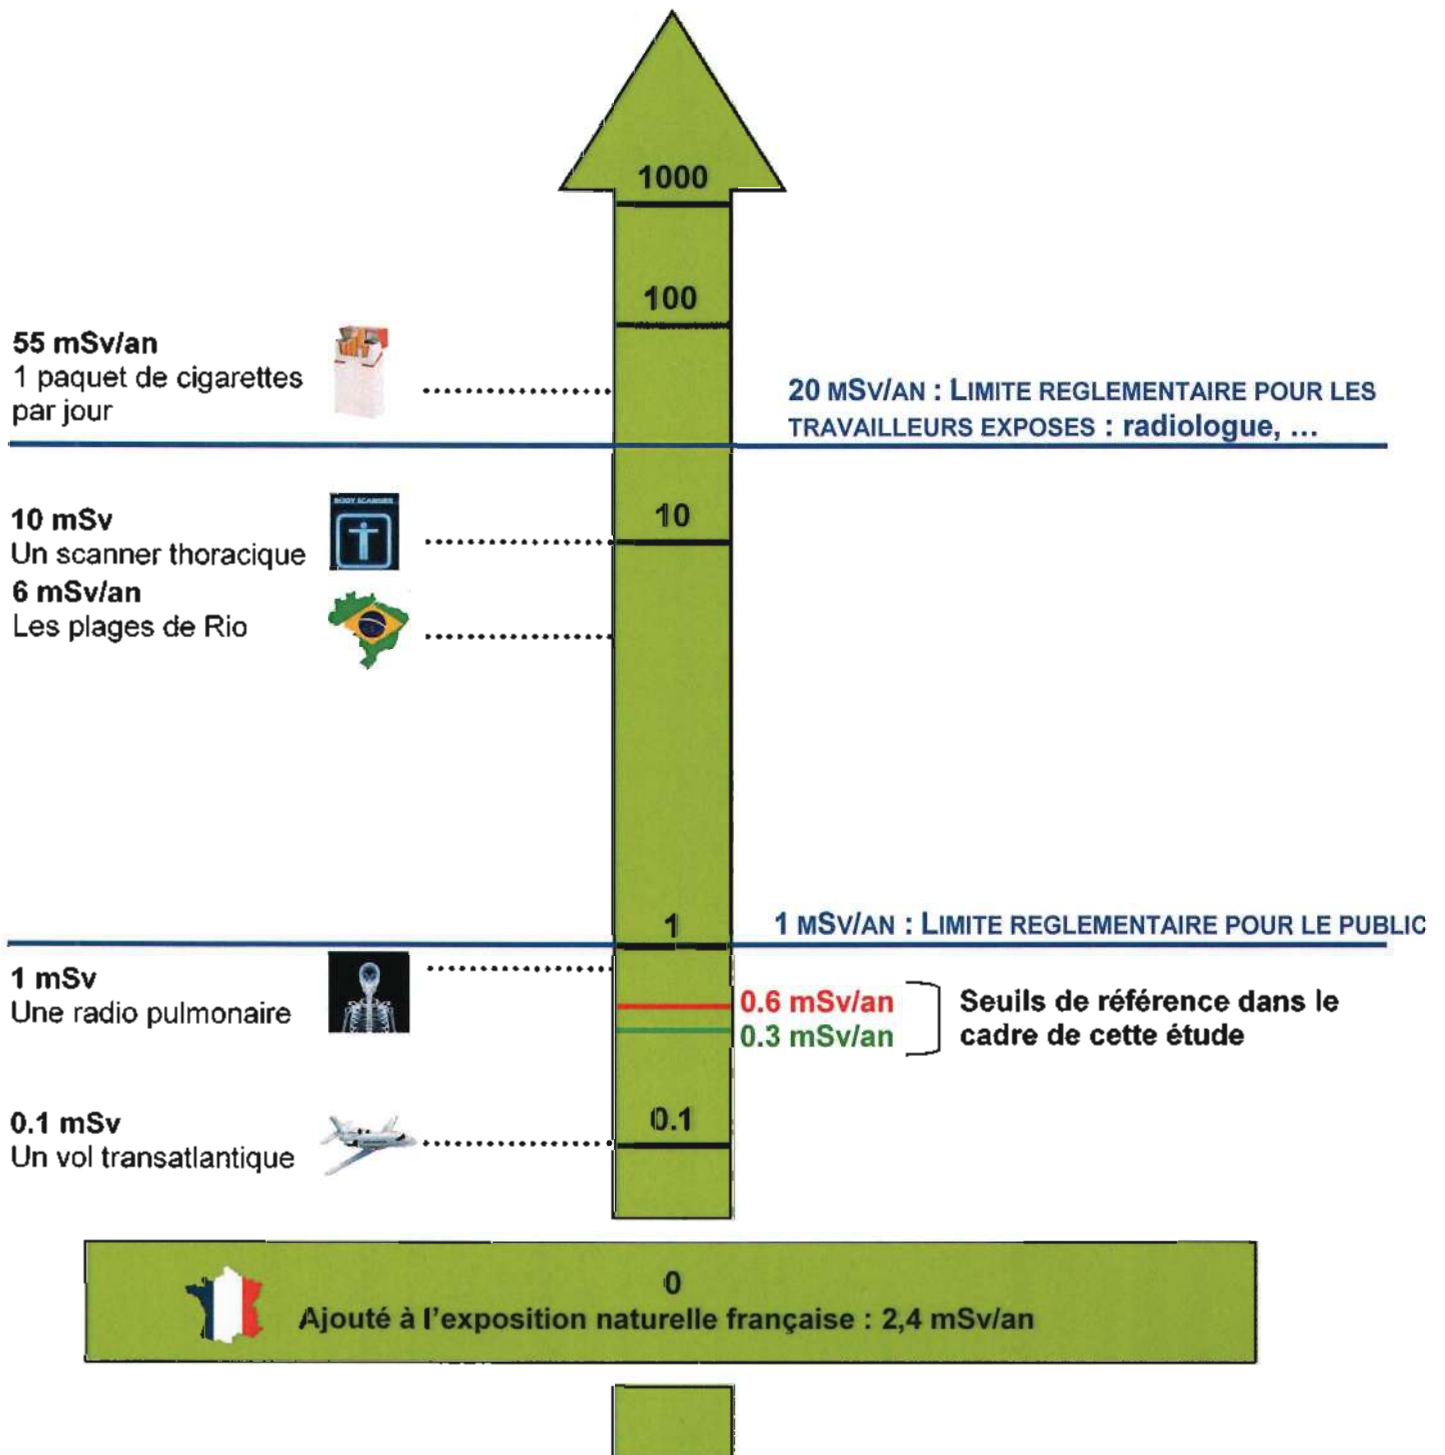 1000
100
55 mSv/an
1 paquet de cigarettes
par jour
20 MSV/AN : LIMITE REGLEMENTAIRE POUR LES
TRAVAILLEURS EXPOSES : radiologue, ...
BODY SCANNER
10 mSv
Un scanner thoracique
10
6 mSv/an
Les plages de Rio
1
1 MSV/AN : LIMITE REGLEMENTAIRE POUR LE PUBLIC
1 mSv
Une radio pulmonaire
0.6 mSv/an
0.3 mSv/an
Seuils de référence dans le
cadre de cette étude
0.1 mSv
Un vol transatlantique
0.1
0
Ajouté à l'exposition naturelle française : 2,4 mSv/an